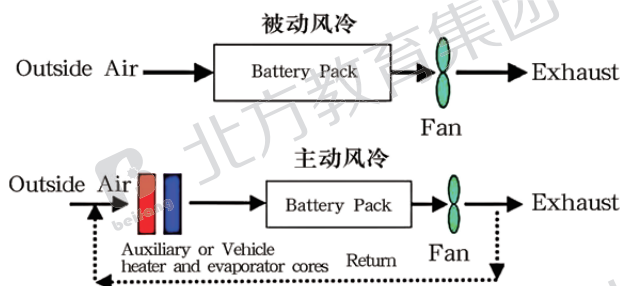 被动风冷
Outside Air
Battery Pack
Exhaust
Fan
主动风冷
Outside Air
Battery Pack
Exhaust
Fan
Auxiliary or Vehicle
heater and evaporator cores
Return
北方教育集团
beifang